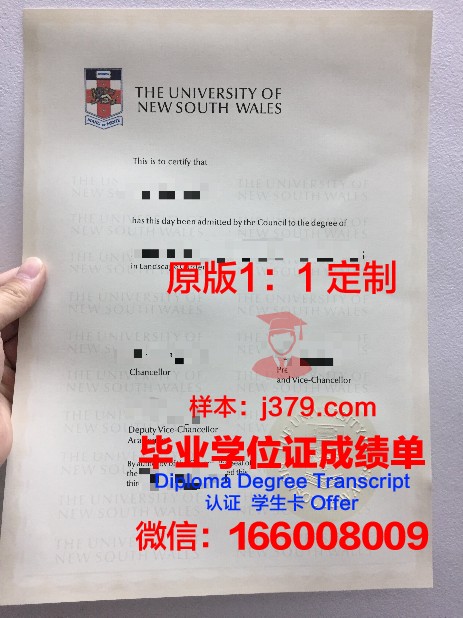 THE UNIVERSITY OF
NEW SOUTH WALES
This is to certify that
has this day been admitted by the Council to the degree of
in
原版1：1 定制
Chancellor
and Vice-Chancellor
样本：j379.com
Deputy Vice-Chancellor
毕业学位证成绩单
Diploma Degree Transcript
认证 学生卡 Offer
微信：166008009